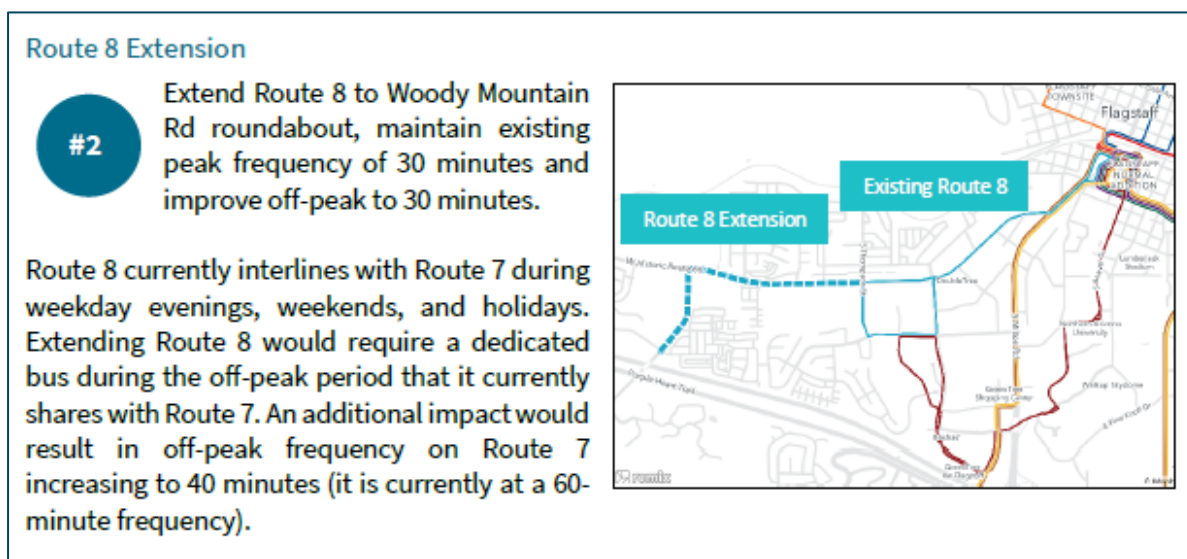 Route 8 Extension
#2
Extend Route 8 to Woody Mountain
Rd roundabout, maintain existing
peak frequency of 30 minutes and
improve off-peak to 30 minutes.
Route 8 currently interlines with Route 7 during
weekday evenings, weekends, and holidays.
Extending Route 8 would require a dedicated
bus during the off-peak period that it currently
shares with Route 7. An additional impact would
result in off-peak frequency on Route 7
increasing to 40 minutes (it is currently at a 60-
minute frequency).
TOWNSITE
Flagstaff
Existing Route 8
Route 8 Extension
DoubleTree
University
Shopping Center
remix